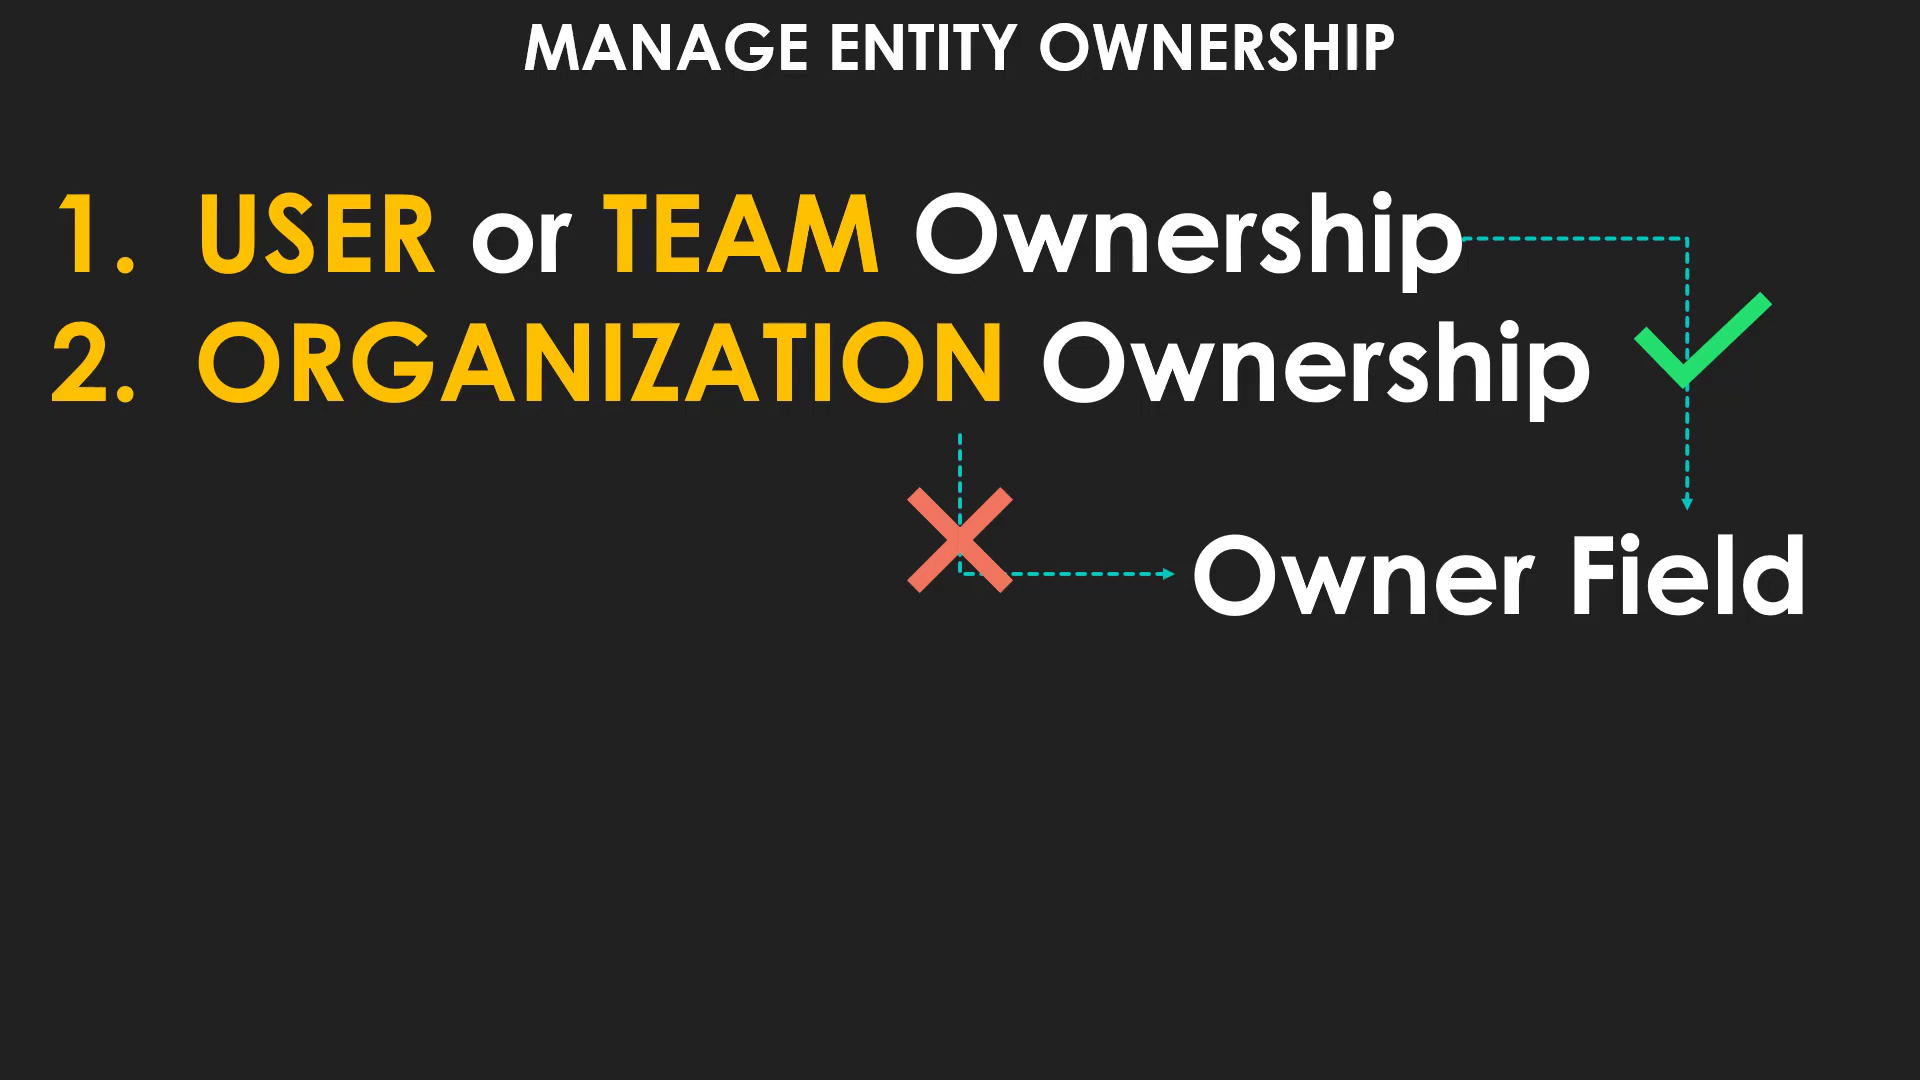 MANAGE ENTITY OWNERSHIP
1. USER or TEAM Ownership
2. ORGANIZATION Ownership
Owner Field